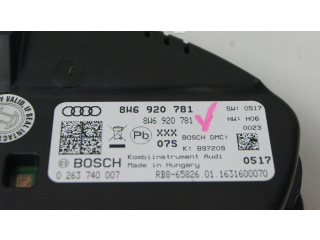 8W6 920 781
SW: 0517
8W6 920 781
HW: H06
Pb
XXX
0023
07S
BOSCH DMC↑
K: 897209
BOSCH
Kombiinstrument Audi
0517
Made in Hungary
0 263 740 007
RB8-65826.01.1631600070